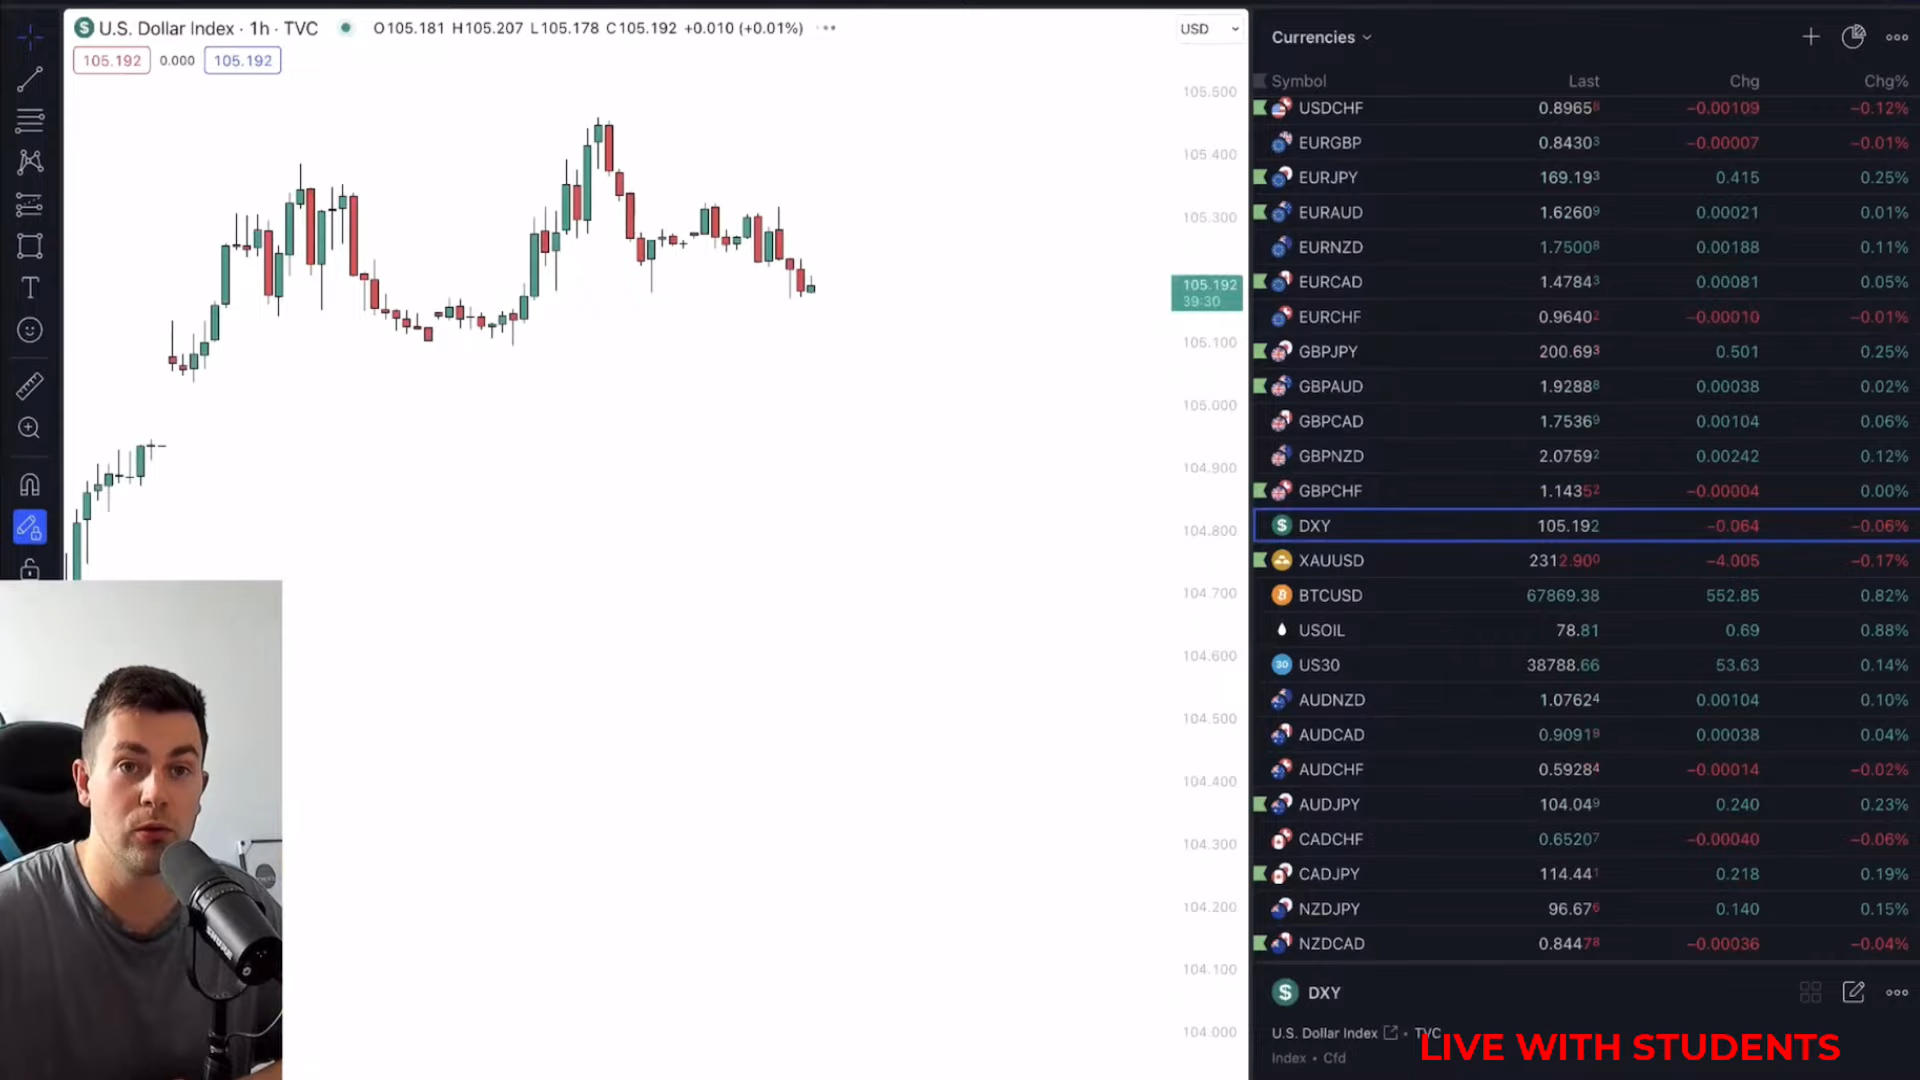 U.S. Dollar Index · 1h · TVC O105.181 H105.207 L105.178 C105.192 +0.010 (+0.01%)
USD
105.192 0.000 105.192
105.500
105.400
105.300
105.192
39:30
105.100
105.000
104.900
104.800
104.700
104.600
104.500
104.400
104.300
104.200
104.100
104.000
Currencies
Symbol Last Chg Chg%
USDCHF 0.89658 −0.00109 −0.12%
EURGBP 0.84303 −0.00007 −0.01%
EURJPY 169.193 0.415 0.25%
EURAUD 1.62609 0.00021 0.01%
EURNZD 1.75008 0.00188 0.11%
EURCAD 1.47843 0.00081 0.05%
EURCHF 0.96402 −0.00010 −0.01%
GBPJPY 200.693 0.501 0.25%
GBPAUD 1.92888 0.00038 0.02%
GBPCAD 1.75369 0.00104 0.06%
GBPNZD 2.07592 0.00242 0.12%
GBPCHF 1.14352 −0.00004 0.00%
DXY 105.192 −0.064 −0.06%
XAUUSD 2312.900 −4.005 −0.17%
BTCUSD 67869.38 552.85 0.82%
USOIL 78.81 0.69 0.88%
30 US30 38788.66 53.63 0.14%
AUDNZD 1.07624 0.00104 0.10%
AUDCAD 0.90918 0.00038 0.04%
AUDCHF 0.59284 −0.00014 −0.02%
AUDJPY 104.049 0.240 0.23%
CADCHF 0.65207 −0.00040 −0.06%
CADJPY 114.441 0.218 0.19%
NZDJPY 96.676 0.140 0.15%
NZDCAD 0.84478 −0.00036 −0.04%
DXY
U.S. Dollar Index • TVC
Index • Cfd
LIVE WITH STUDENTS
SHURE